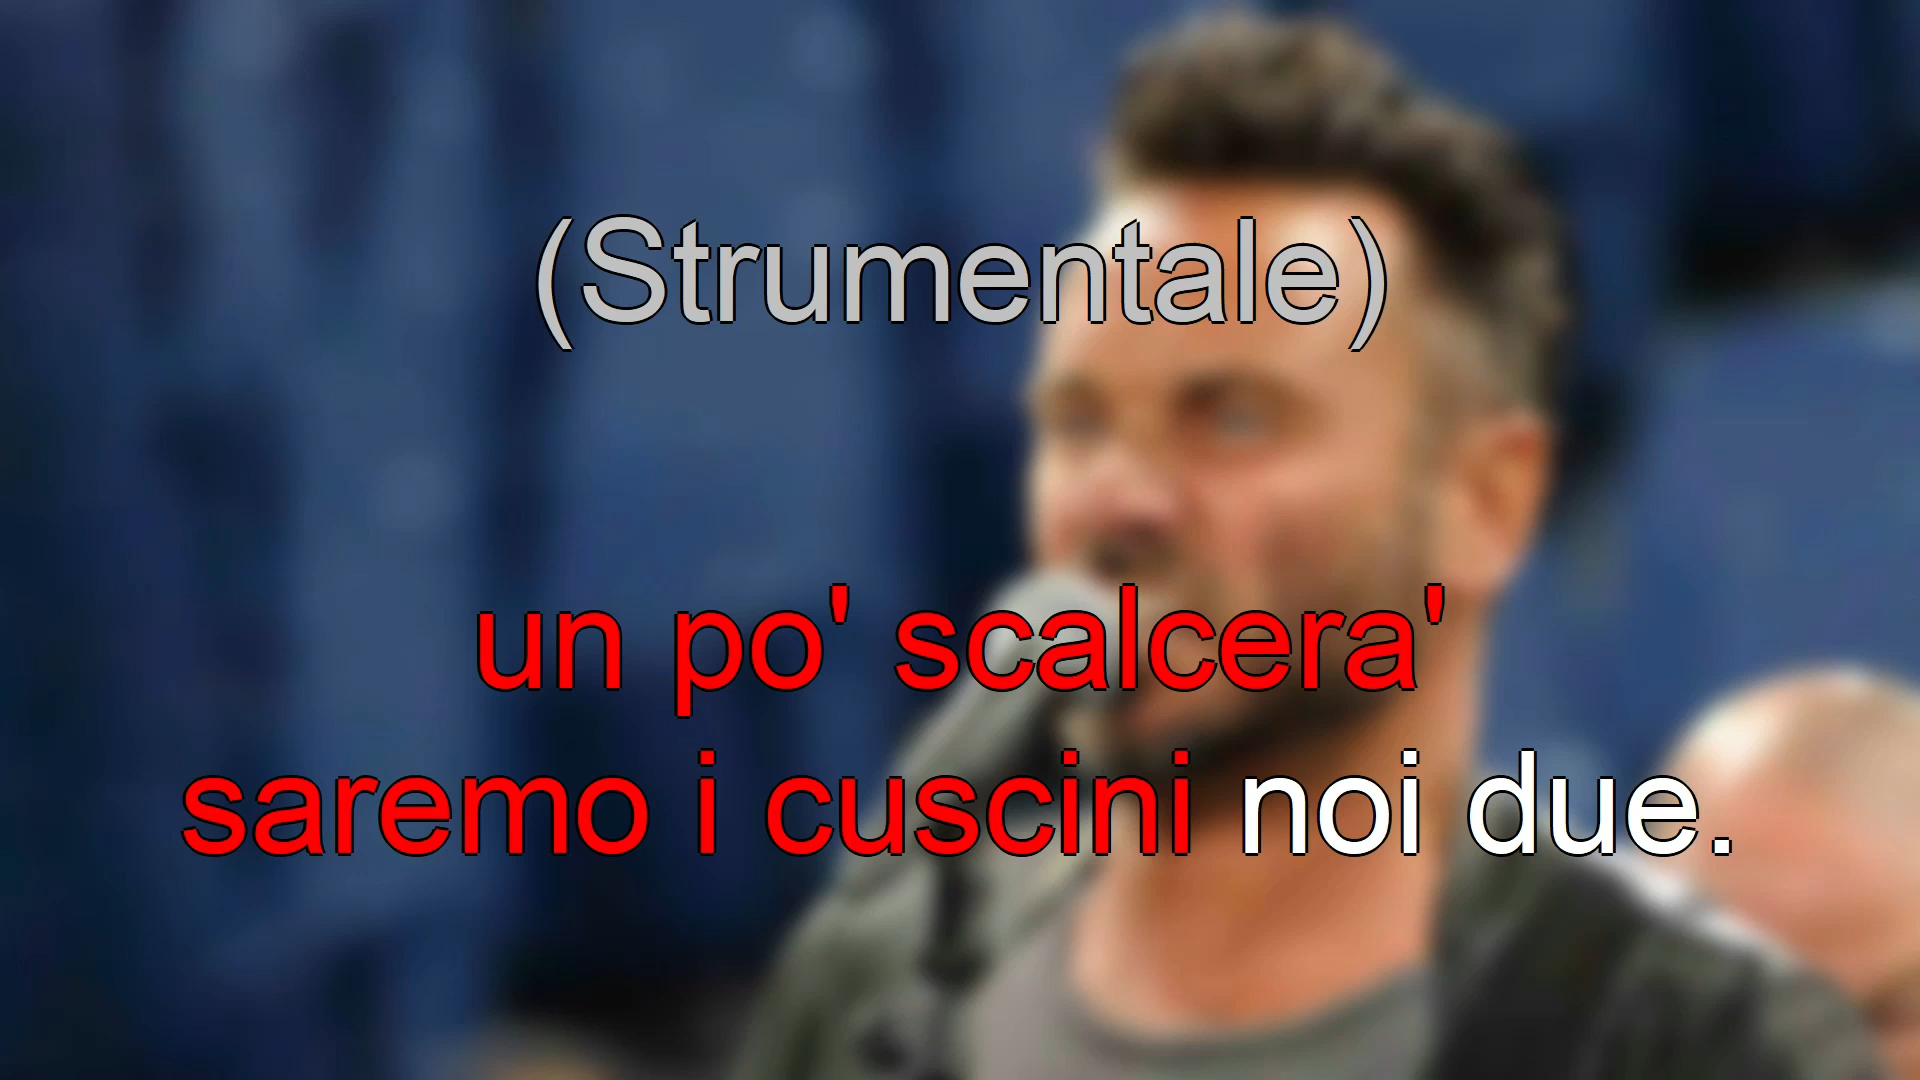 (Strumentale)
un po' scalcera'
saremo i cuscini noi due.